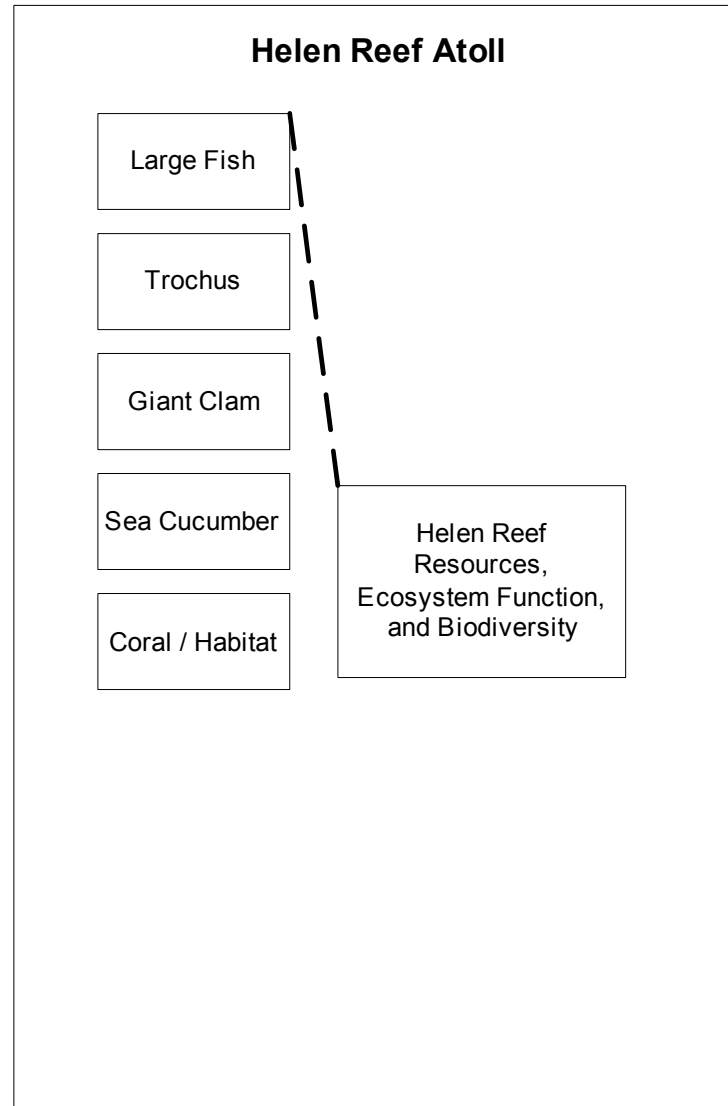 Helen Reef Atoll
Large Fish
Trochus
Giant Clam
Sea Cucumber
Coral / Habitat
Helen Reef
Resources,
Ecosystem Function,
and Biodiversity